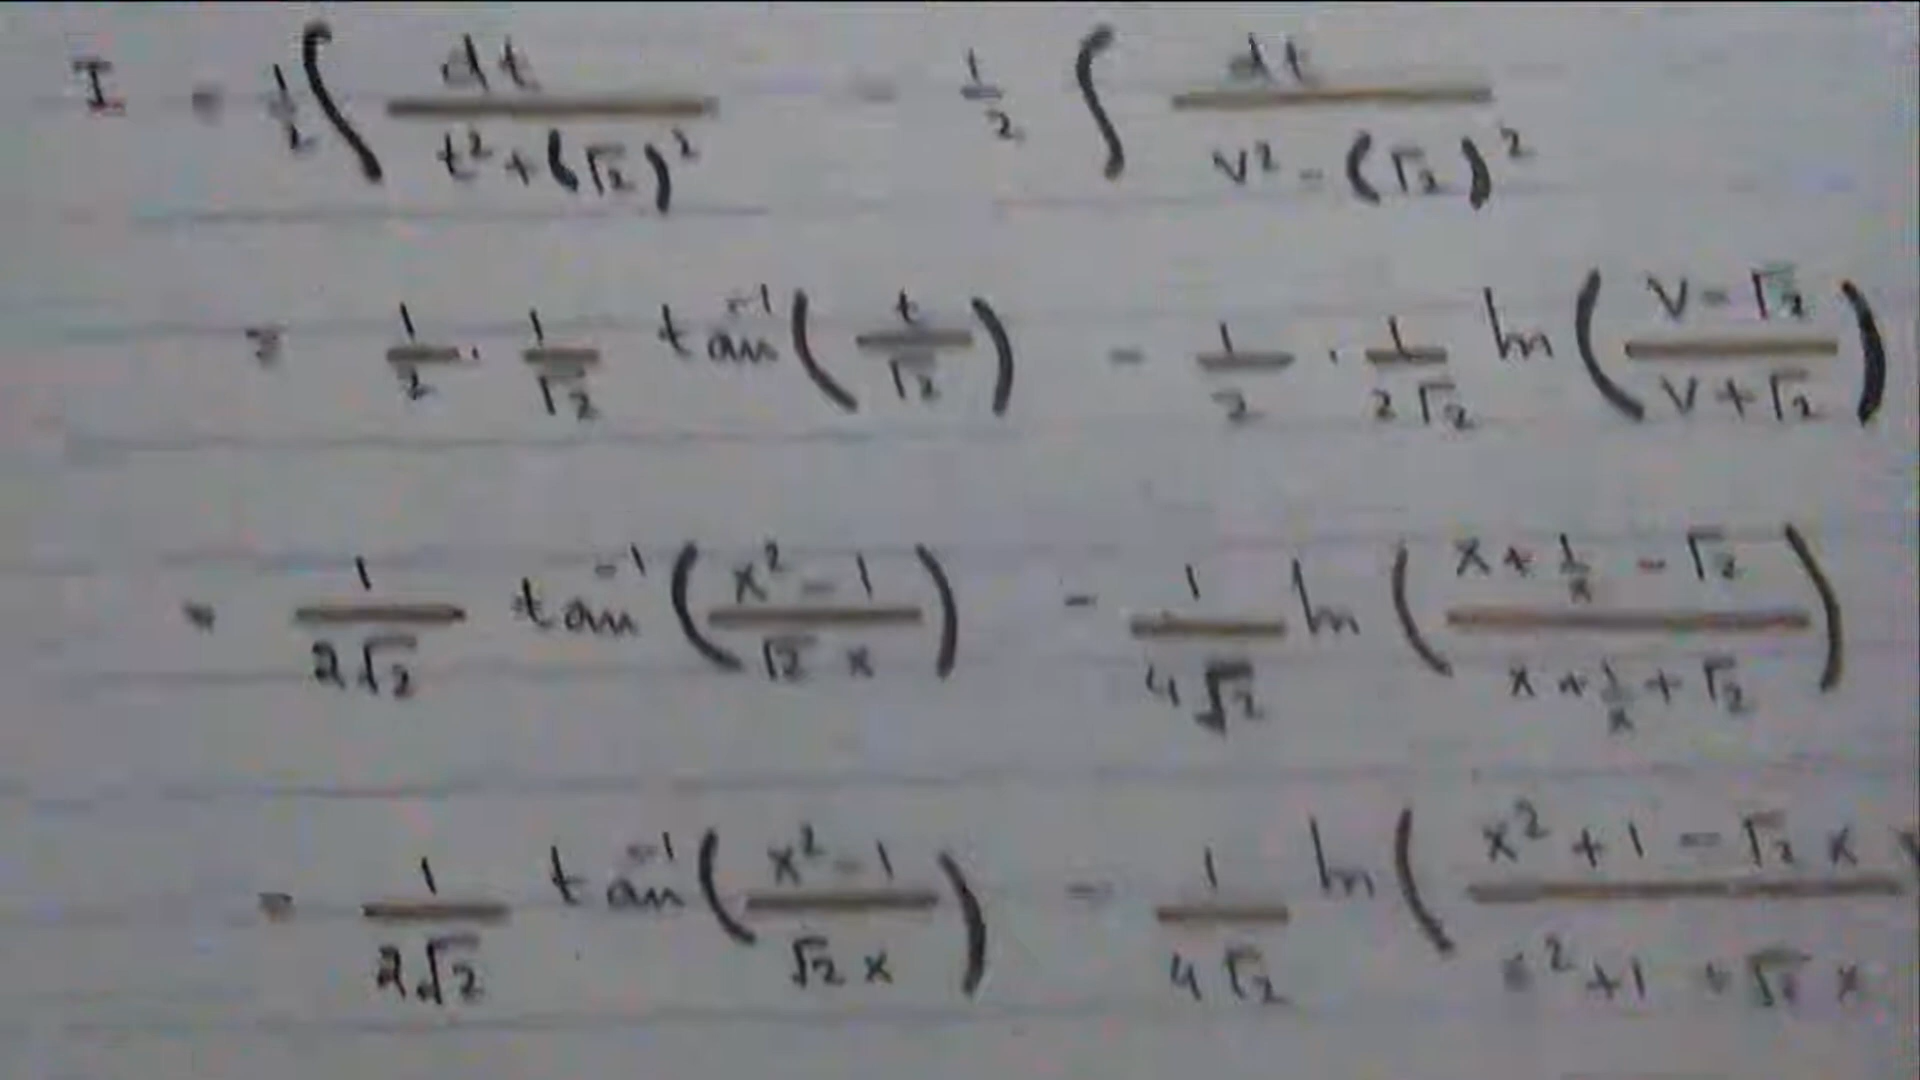 I = 1/2 ∫ dt / (t² + (√2)²) - 1/2 ∫ dt / (v² - (√2)²)
= 1/2 · 1/√2 tan⁻¹(t/√2) - 1/2 · 1/(2√2) ln((v - √2)/(v + √2))
= 1/(2√2) tan⁻¹((x² - 1)/(√2 x)) - 1/(4√2) ln((x + 1/x - √2)/(x + 1/x + √2))
= 1/(2√2) tan⁻¹((x² - 1)/(√2 x)) - 1/(4√2) ln((x² + 1 - √2 x)/(x² + 1 + √2 x